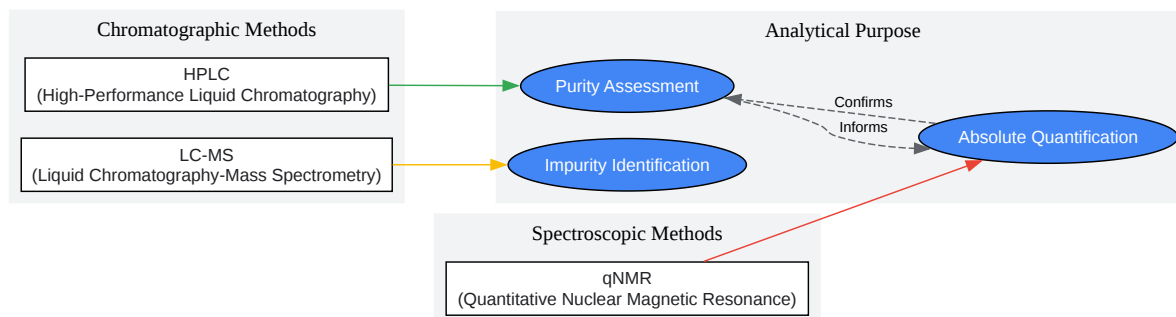 Chromatographic Methods
HPLC
(High-Performance Liquid Chromatography)
LC-MS
(Liquid Chromatography-Mass Spectrometry)
Analytical Purpose
Purity Assessment
Confirms
Informs
Absolute Quantification
Impurity Identification
Spectroscopic Methods
qNMR
(Quantitative Nuclear Magnetic Resonance)